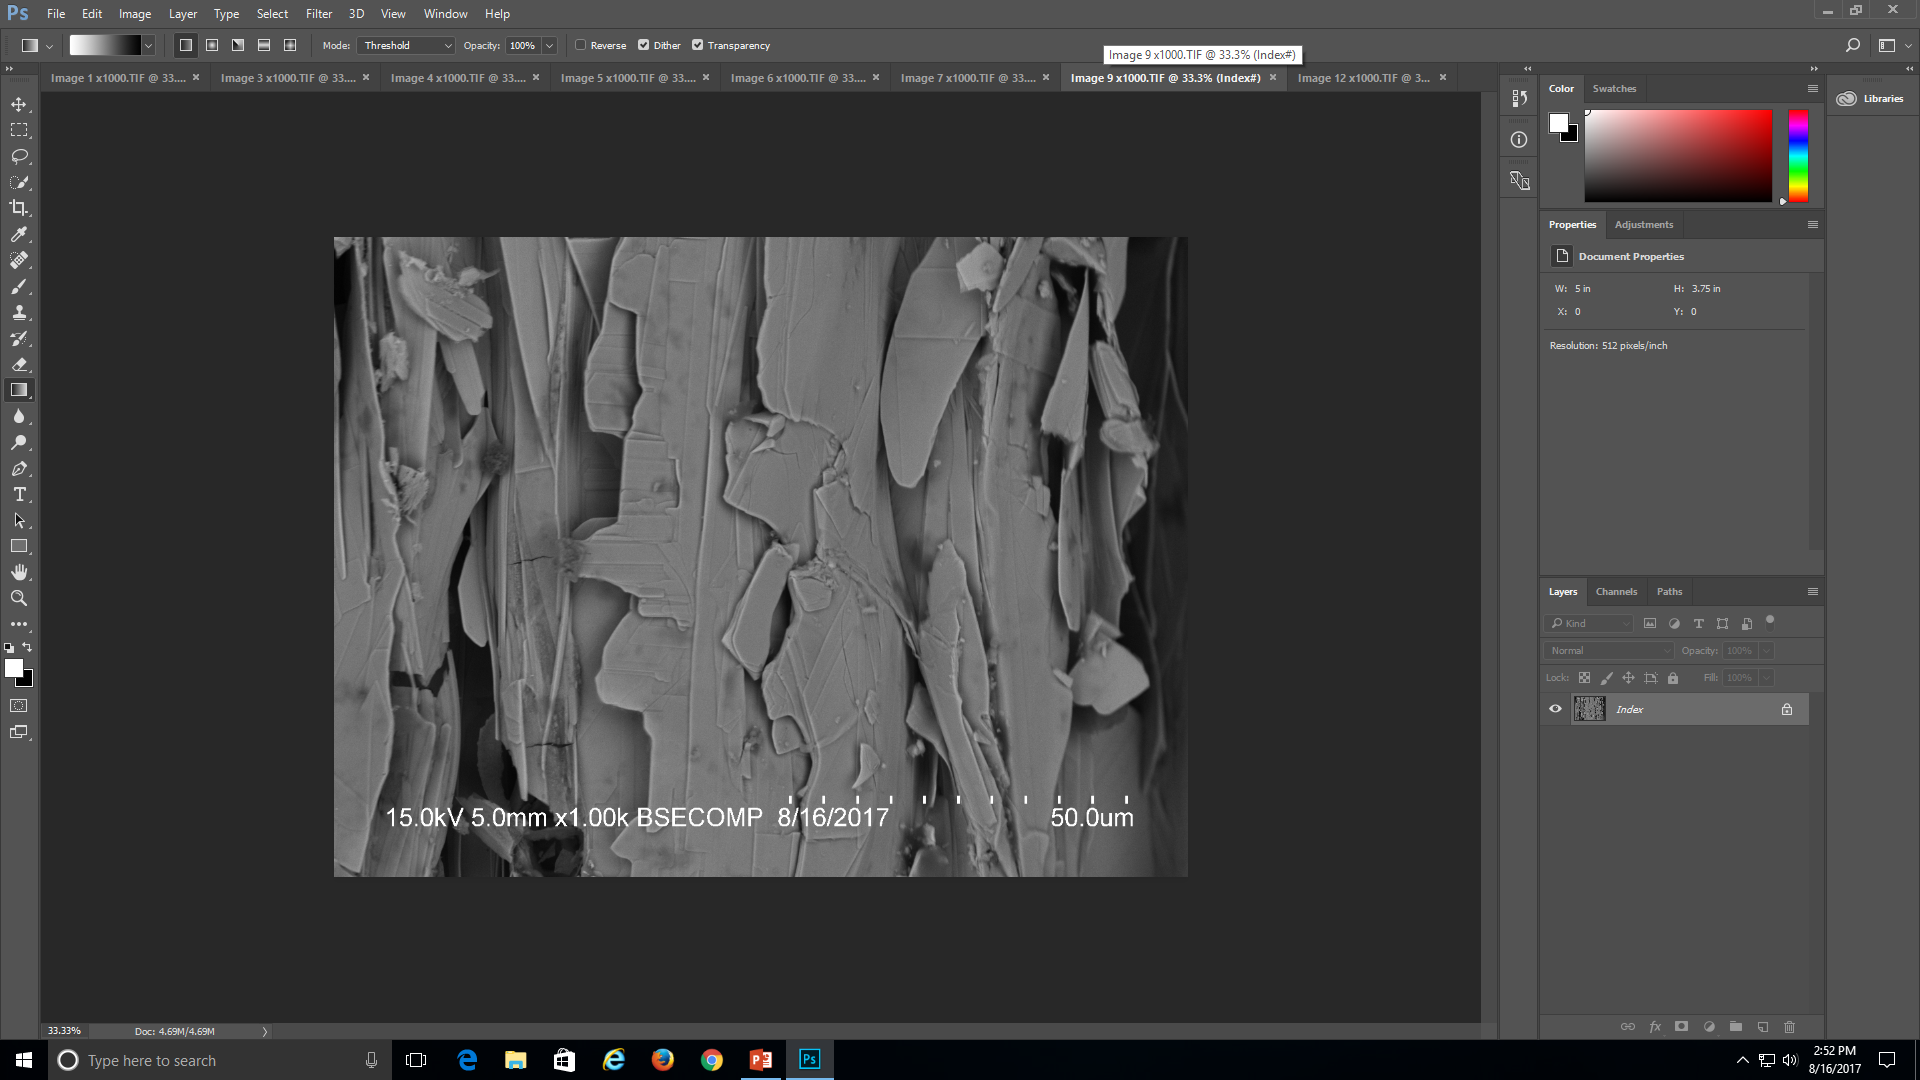 Ps File Edit Image Layer Type Select Filter 3D View Window Help
Mode: Threshold Opacity: 100% Reverse Dither Transparency
Image 9 x1000.TIF @ 33.3% (Index#)
Image 1 x1000.TIF @ 33.... × Image 3 x1000.TIF @ 33.... × Image 4 x1000.TIF @ 33.... × Image 5 x1000.TIF @ 33.... × Image 6 x1000.TIF @ 33.... × Image 7 x1000.TIF @ 33.... × Image 9 x1000.TIF @ 33.3% (Index#) × Image 12 x1000.TIF @ 3... ×
Color Swatches
Libraries
Properties Adjustments
Document Properties
W: 5 in H: 3.75 in
X: 0 Y: 0
Resolution: 512 pixels/inch
Layers Channels Paths
Kind
Normal Opacity: 100%
Lock: Fill: 100%
Index
15.0kV 5.0mm x1.00k BSECOMP 8/16/2017 50.0um
33.33% Doc: 4.69M/4.69M
Type here to search
2:52 PM
8/16/2017